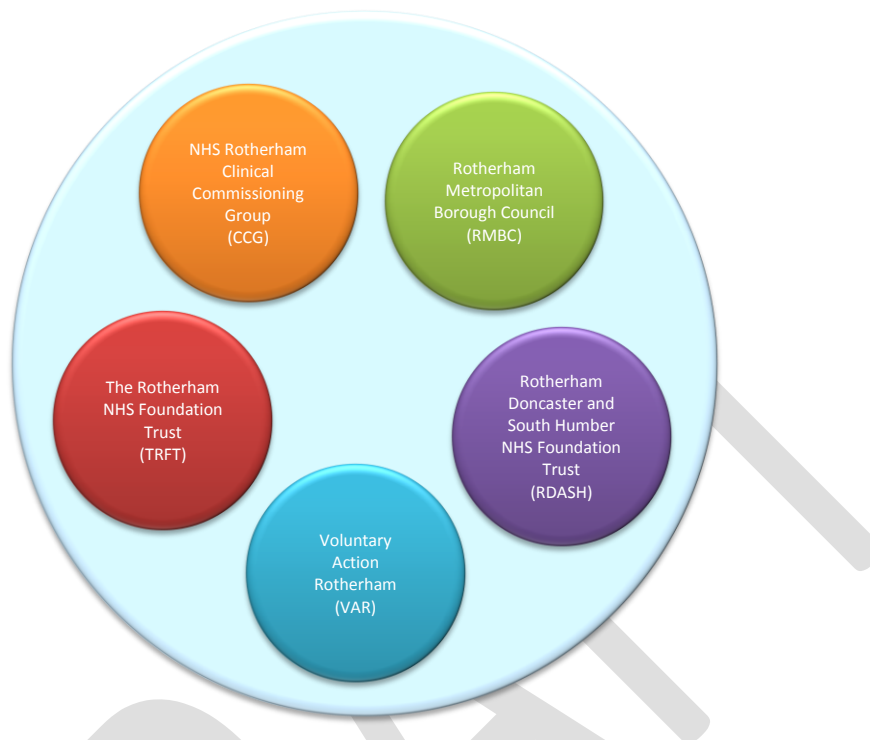 NHS Rotherham
Clinical
Commissioning
Group
(CCG)
Rotherham
Metropolitan
Borough Council
(RMBC)
The Rotherham
NHS Foundation
Trust
(TRFT)
Rotherham
Doncaster and
South Humber
NHS Foundation
Trust
(RDASH)
Voluntary
Action
Rotherham
(VAR)